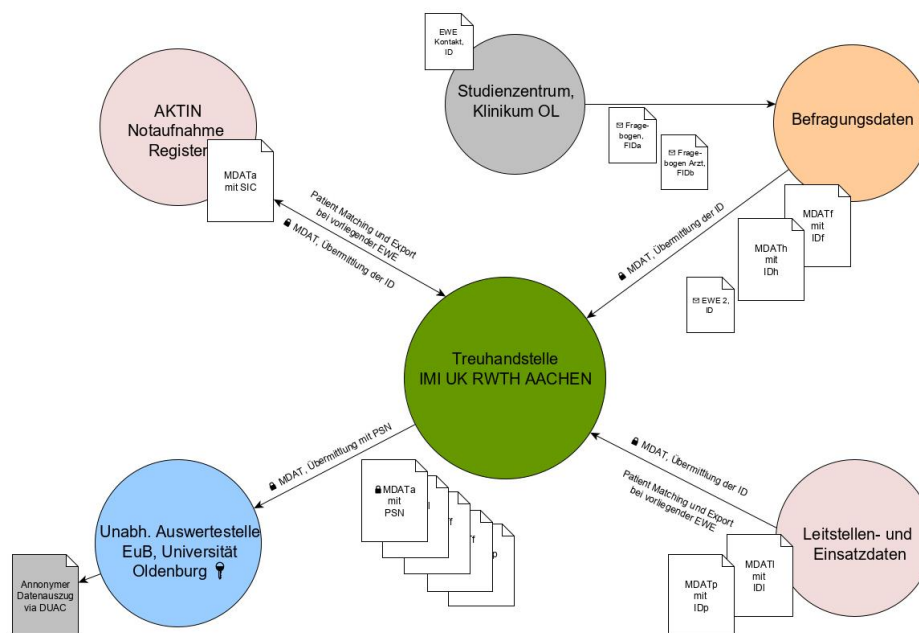 EWE
Kontakt,
ID
Studienzentrum,
Klinikum OL
AKTIN
Notaufnahme
Register
MDATa
mit SIC
Befragungsdaten
✉ Frage-
bogen,
FIDa
✉ Frage-
bogen Arzt,
FIDb
MDATf
mit
IDf
MDATh
mit
IDh
✉ EWE 2,
ID
Patient Matching und Export
bei vorliegender EWE
MDAT, Übermittlung der ID
MDAT, Übermittlung der ID
Treuhandstelle
IMI UK RWTH AACHEN
MDAT, Übermittlung mit PSN
MDAT, Übermittlung der ID
Patient Matching und Export
bei vorliegender EWE
MDATa
mit
PSN
l
f
f
p
Unabh. Auswertestelle
EuB, Universität
Oldenburg
Annonymer
Datenauszug
via DUAC
Leitstellen- und
Einsatzdaten
MDATl
mit
IDl
MDATp
mit
IDp